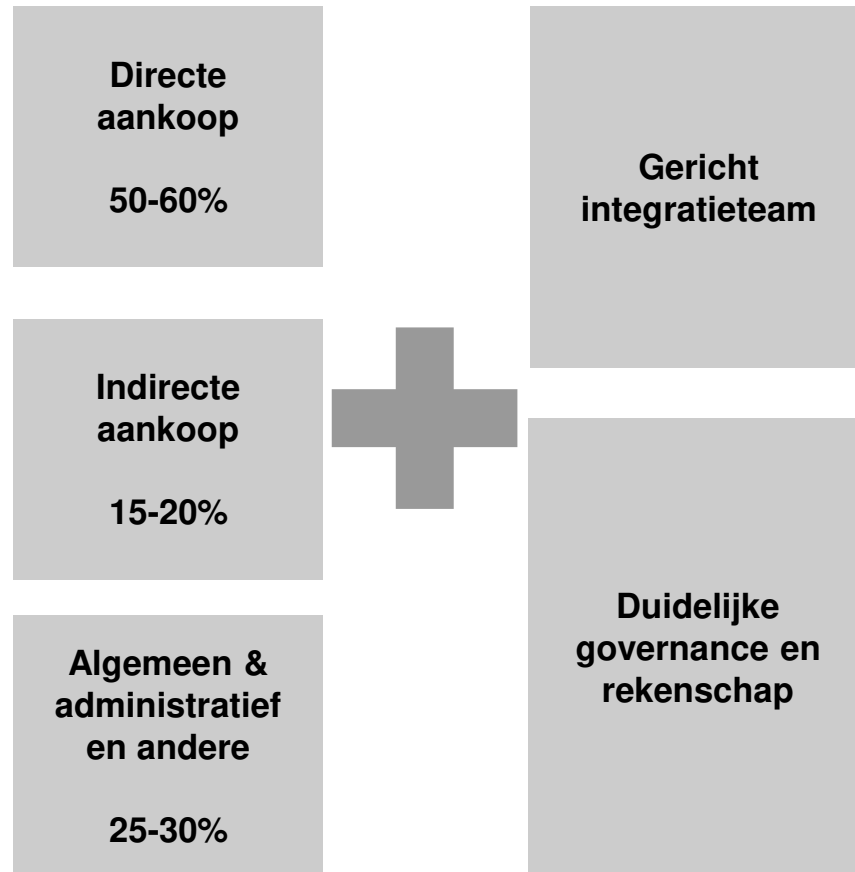 Directe
aankoop
50-60%
Indirecte
aankoop
15-20%
Algemeen &
administratief
en andere
25-30%
Gericht
integratieteam
Duidelijke
governance en
rekenschap